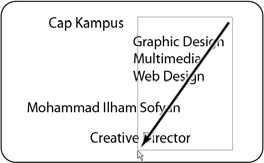 Cap Kampus
Graphic Design
Multimedia
Web Design
Mohammad Ilham Sofyan
Creative Director